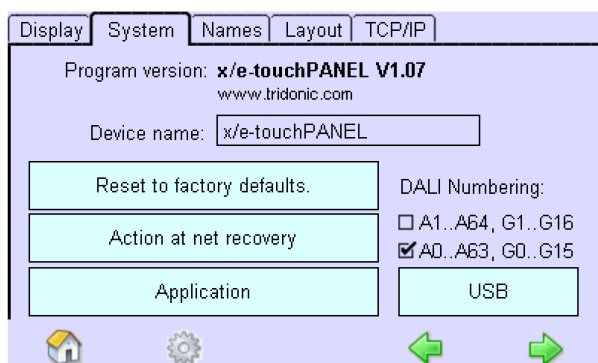 Display System Names Layout TCP/IP
Program version: x/e-touchPANEL V1.07
www.tridonic.com
Device name: x/e-touchPANEL
Reset to factory defaults.
DALI Numbering:
A1..A64, G1..G16
Action at net recovery
A0..A63, G0..G15
Application
USB